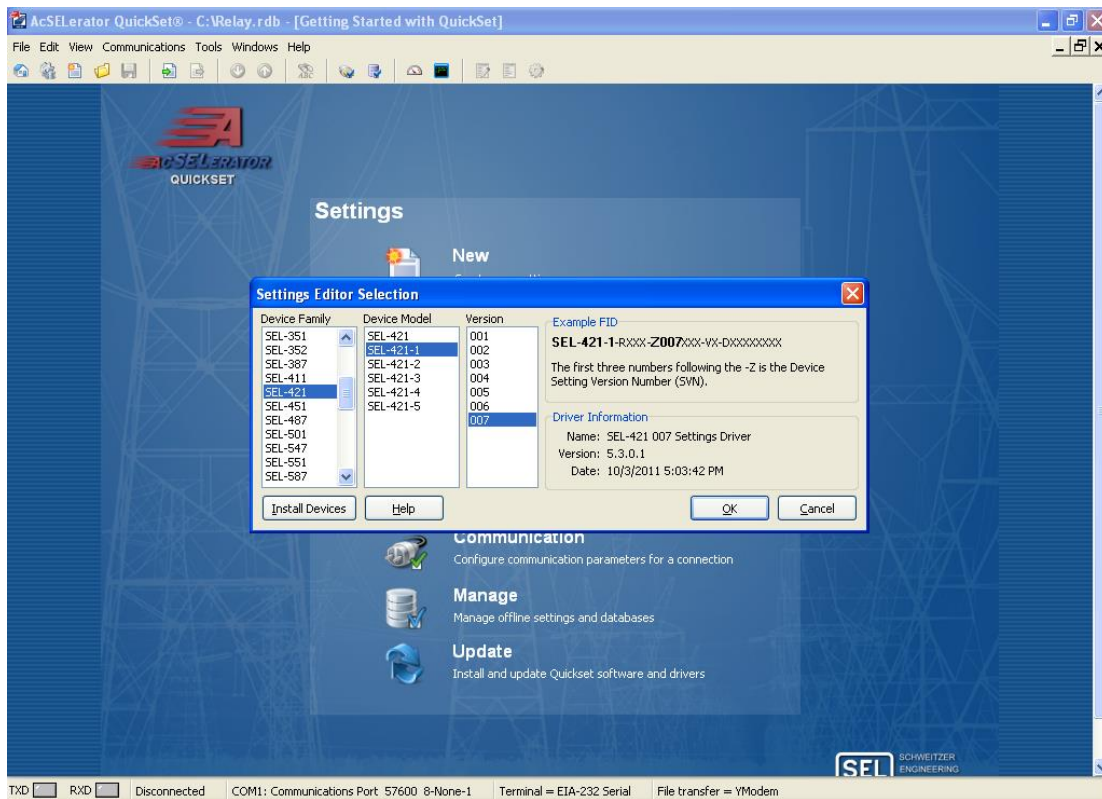 AcSELerator QuickSet® - C:\Relay.rdb - [Getting Started with QuickSet]
File Edit View Communications Tools Windows Help
ACSELERATOR
QUICKSET
Settings
New
Settings Editor Selection
Device Family
SEL-351
SEL-352
SEL-387
SEL-411
SEL-421
SEL-451
SEL-487
SEL-501
SEL-547
SEL-551
SEL-587
Device Model
SEL-421
SEL-421-1
SEL-421-2
SEL-421-3
SEL-421-4
SEL-421-5
Version
001
002
003
004
005
006
007
Example FID
SEL-421-1-RXXX-Z007XXX-VX-DXXXXXXXX
The first three numbers following the -Z is the Device
Setting Version Number (SVN).
Driver Information
Name: SEL-421 007 Settings Driver
Version: 5.3.0.1
Date: 10/3/2011 5:03:42 PM
Install Devices Help OK Cancel
Communication
Configure communication parameters for a connection
Manage
Manage offline settings and databases
Update
Install and update Quickset software and drivers
SEL SCHWEITZER
ENGINEERING
TXD RXD Disconnected COM1: Communications Port 57600 8-None-1 Terminal = EIA-232 Serial File transfer = YModem